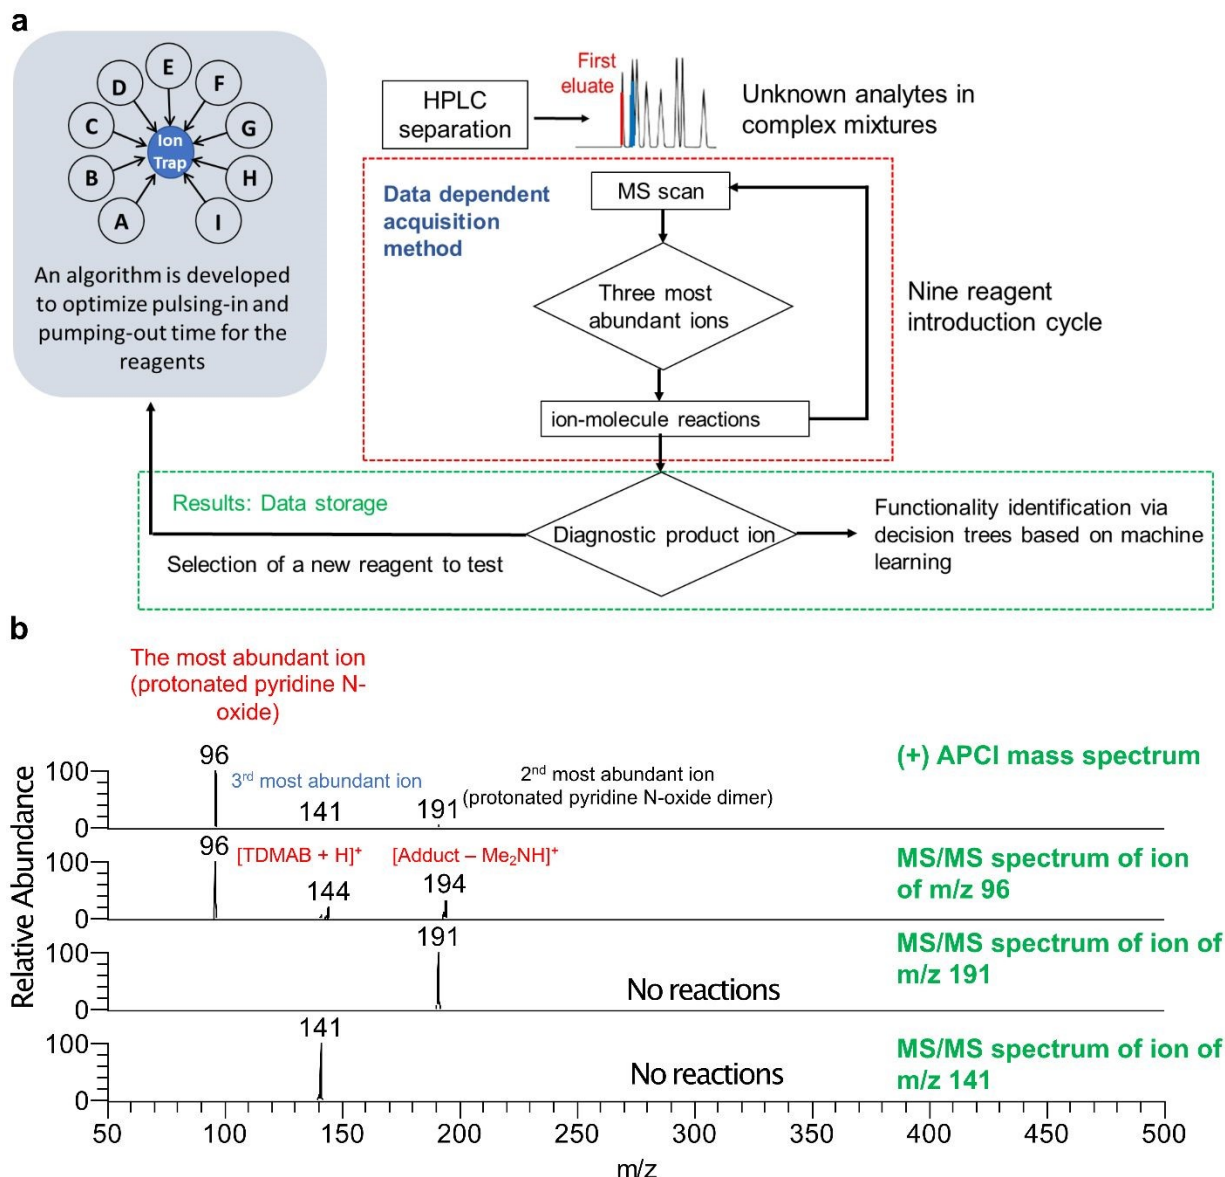 a
E
D
F
C
G
Ion
Trap
B
H
A
I
An algorithm is developed
to optimize pulsing-in and
pumping-out time for the
reagents
HPLC
separation
First
eluate
Unknown analytes in
complex mixtures
Data dependent
acquisition
method
MS scan
Three most
abundant ions
ion-molecule reactions
Nine reagent
introduction cycle
Results: Data storage
Selection of a new reagent to test
Diagnostic product ion
Functionality identification via
decision trees based on machine
learning
b
The most abundant ion
(protonated pyridine N-
oxide)
96
3rd most abundant ion
141
2nd most abundant ion
(protonated pyridine N-oxide dimer)
191
(+) APCI mass spectrum
100
0
96
[TDMAB + H]+
144
[Adduct – Me₂NH]+
194
MS/MS spectrum of ion
of m/z 96
100
0
191
No reactions
MS/MS spectrum of ion of
m/z 191
100
0
141
No reactions
MS/MS spectrum of ion of
m/z 141
100
0
Relative Abundance
50 100 150 200 250 300 350 400 450 500
m/z